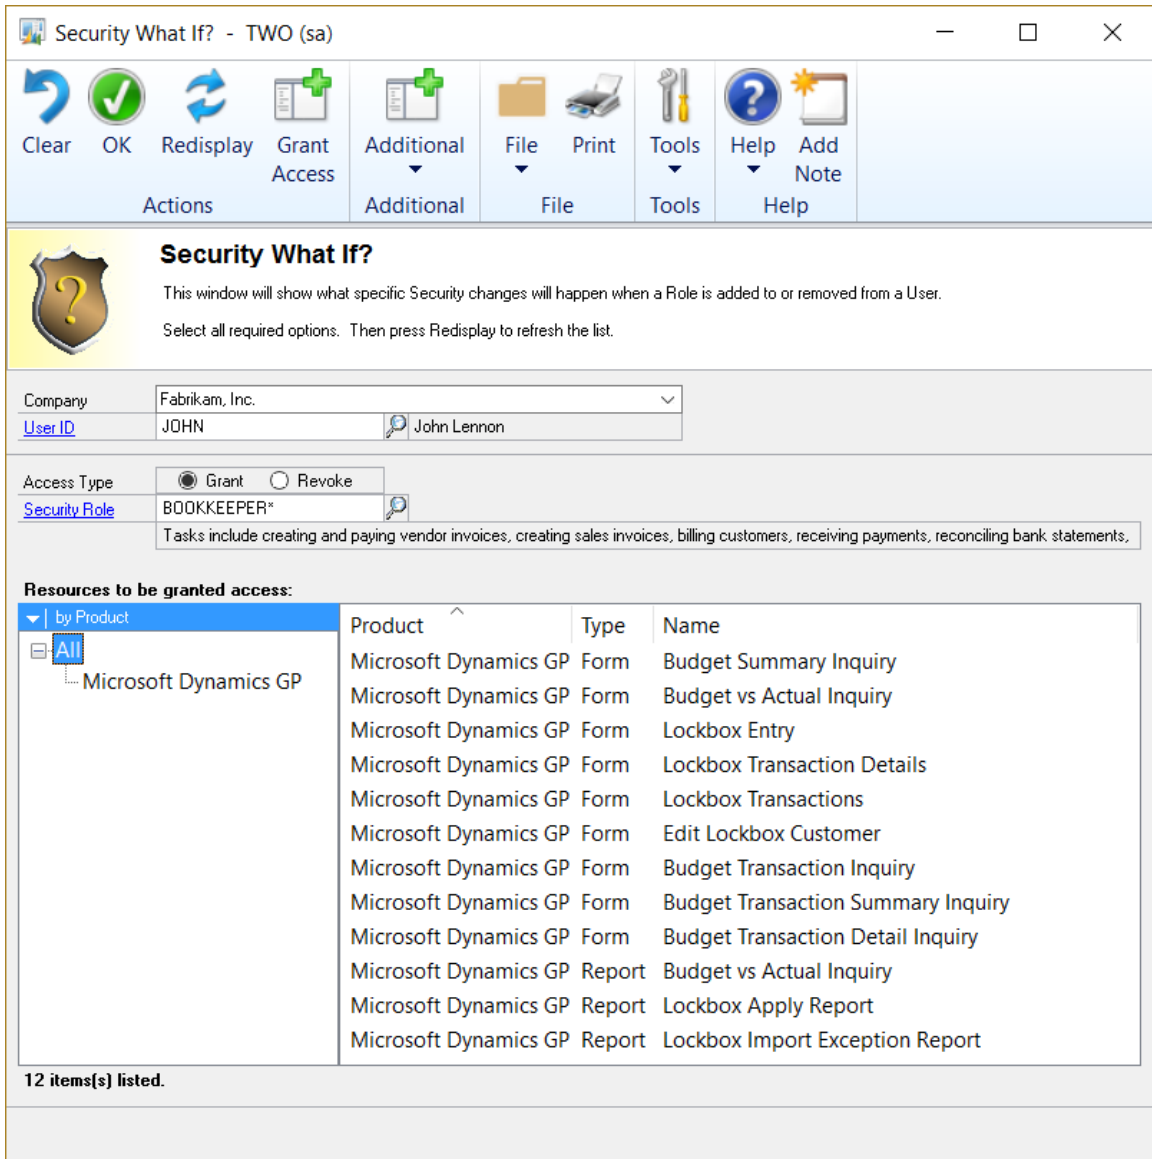 Security What If?  -  TWO (sa)
Clear OK Redisplay Grant Access Additional File Print Tools Help Add Note
Actions Additional File Tools Help
Security What If?
This window will show what specific Security changes will happen when a Role is added to or removed from a User.
Select all required options.  Then press Redisplay to refresh the list.
Company Fabrikam, Inc.
User ID JOHN John Lennon
Access Type Grant Revoke
Security Role BOOKKEEPER*
Tasks include creating and paying vendor invoices, creating sales invoices, billing customers, receiving payments, reconciling bank statements,
Resources to be granted access:
by Product
All
Microsoft Dynamics GP
Product Type Name
Microsoft Dynamics GP Form Budget Summary Inquiry
Microsoft Dynamics GP Form Budget vs Actual Inquiry
Microsoft Dynamics GP Form Lockbox Entry
Microsoft Dynamics GP Form Lockbox Transaction Details
Microsoft Dynamics GP Form Lockbox Transactions
Microsoft Dynamics GP Form Edit Lockbox Customer
Microsoft Dynamics GP Form Budget Transaction Inquiry
Microsoft Dynamics GP Form Budget Transaction Summary Inquiry
Microsoft Dynamics GP Form Budget Transaction Detail Inquiry
Microsoft Dynamics GP Report Budget vs Actual Inquiry
Microsoft Dynamics GP Report Lockbox Apply Report
Microsoft Dynamics GP Report Lockbox Import Exception Report
12 items(s) listed.